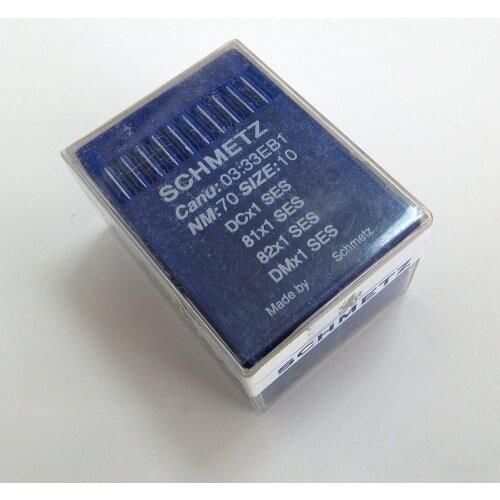 SCHMETZ
Canu:03:33EB1
NM:70 SIZE:10
DCx1 SES
81x1 SES
82x1 SES
DMx1 SES
Made by Schmetz
SCHMETZ